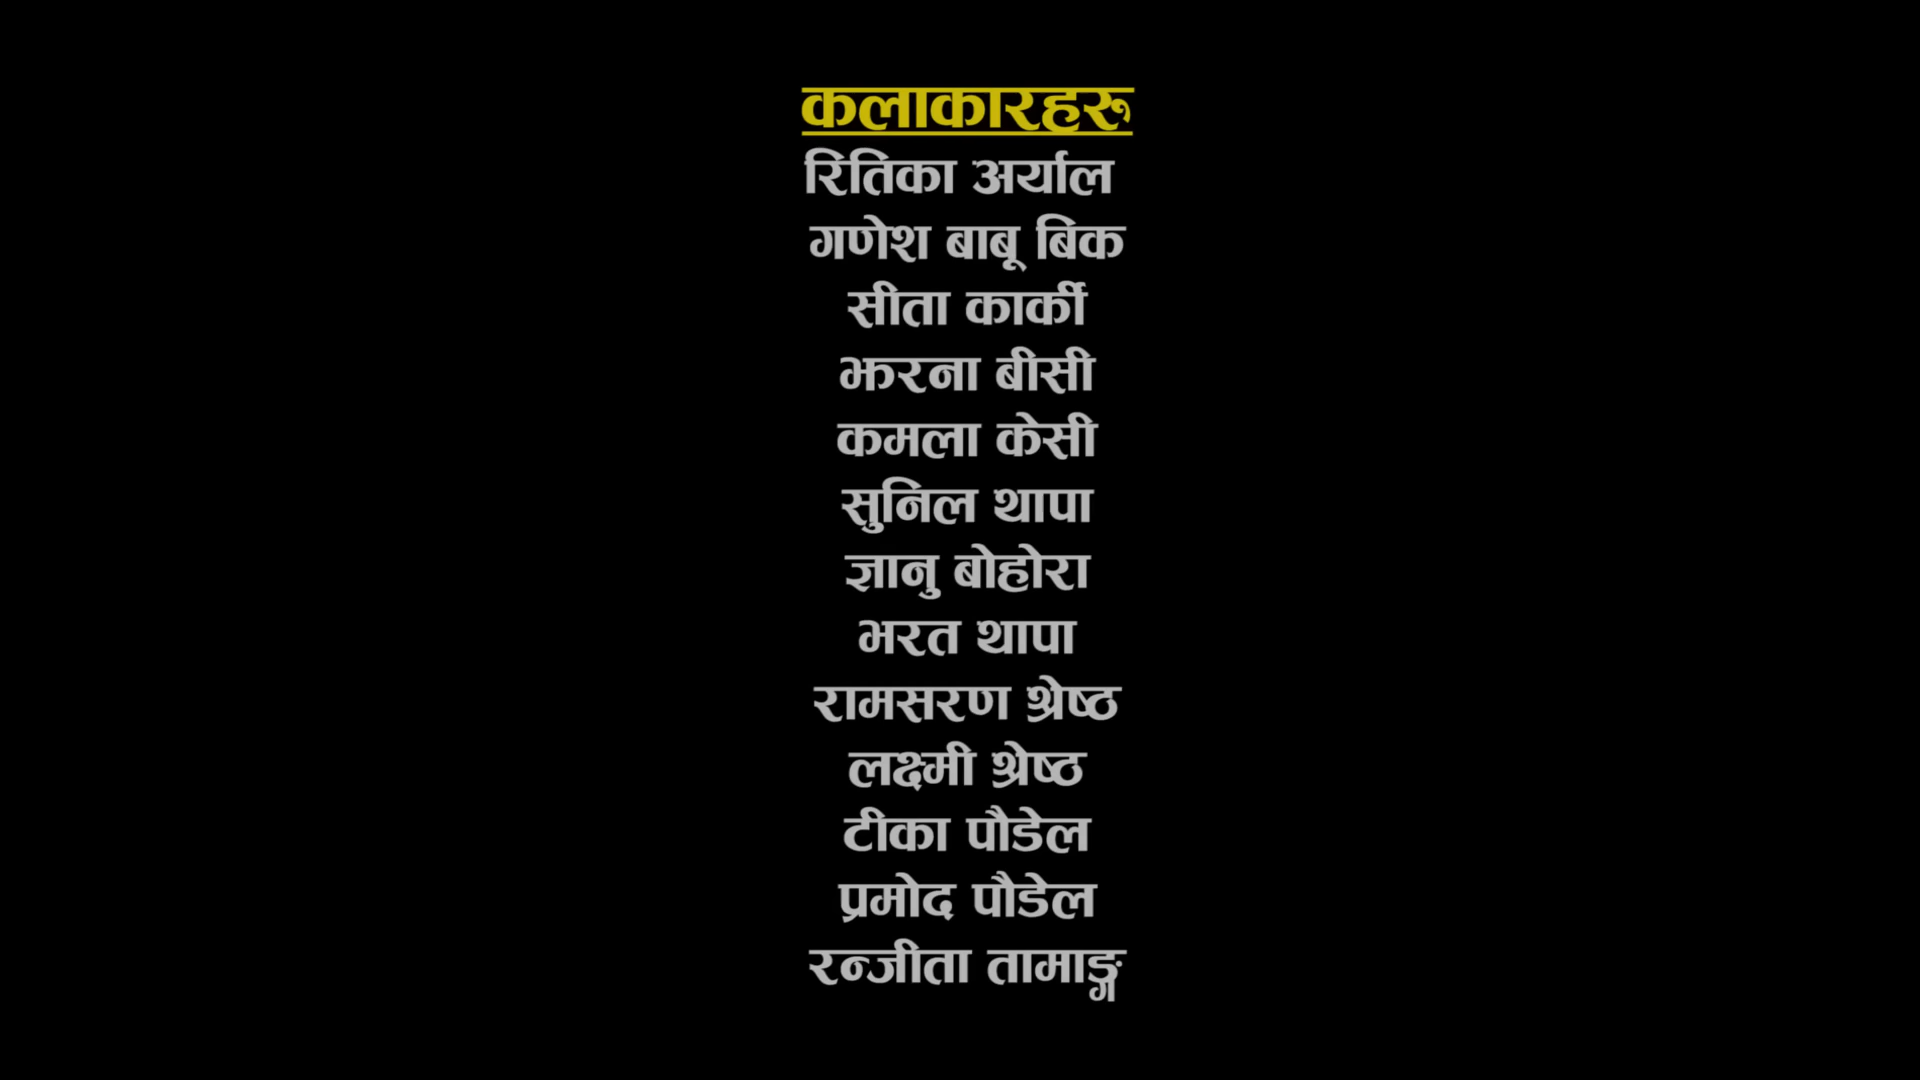 कलाकारहरु
रितिका अर्याल
गणेश बाबू बिक
सीता कार्की
झरना बीसी
कमला केसी
सुनिल थापा
ज्ञानु बोहोरा
भरत थापा
रामसरण श्रेष्ठ
लक्ष्मी श्रेष्ठ
टीका पौडेल
प्रमोद पौडेल
रन्जीता तामाङ्ग